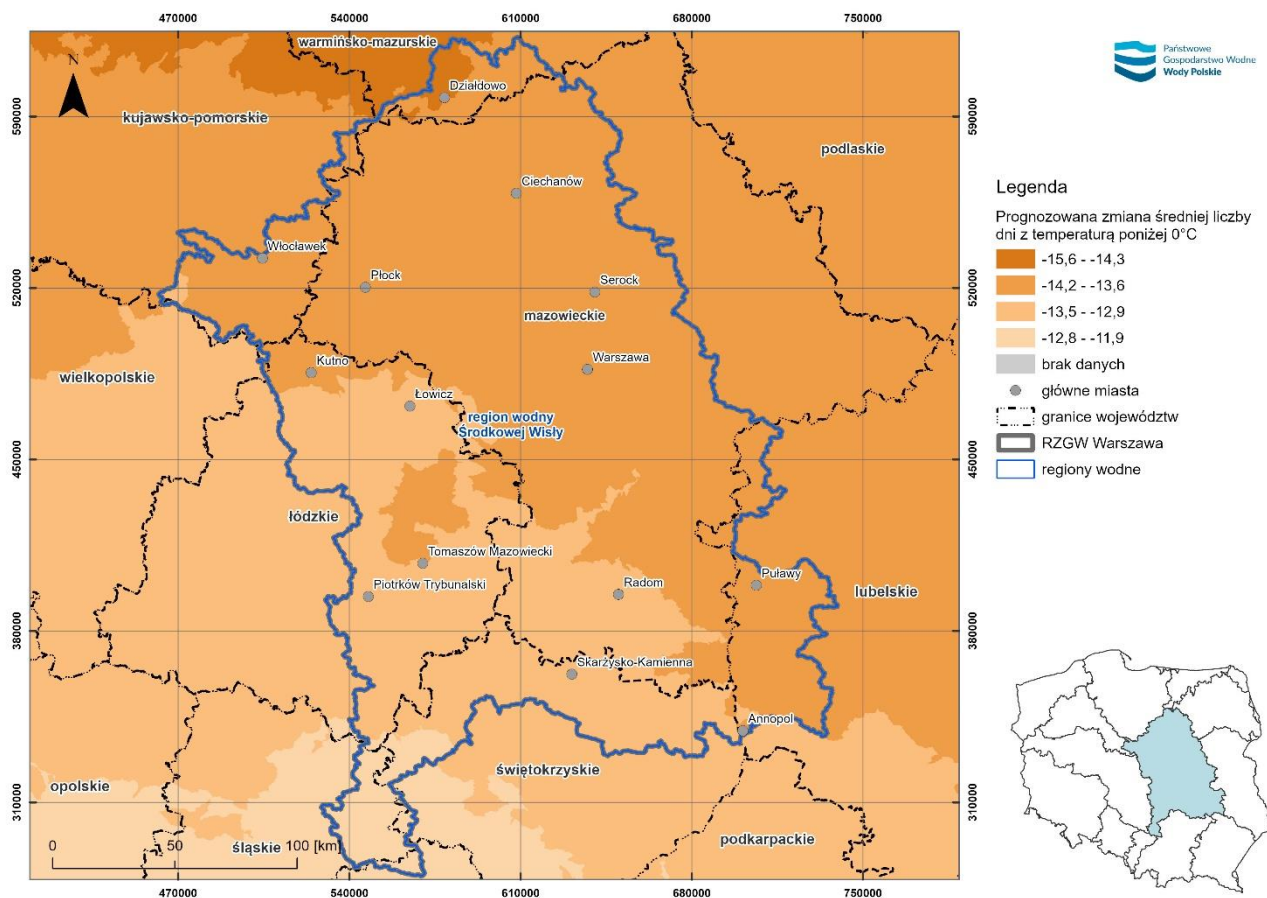 470000
540000
610000
680000
750000
warmińsko-mazurskie
N
Działdowo
590000
590000
kujawsko-pomorskie
podlaskie
Ciechanów
Włocławek
Płock
Serock
520000
520000
mazowieckie
Warszawa
Kutno
wielkopolskie
Łowicz
region wodny
Środkowej Wisły
450000
450000
łódzkie
Tomaszów Mazowiecki
Piotrków Trybunalski
Radom
Puławy
lubelskie
380000
380000
Skarżysko-Kamienna
Annopol
świętokrzyskie
opolskie
310000
310000
podkarpackie
śląskie
0
50
100 [km]
470000
540000
610000
680000
750000
Państwowe
Gospodarstwo Wodne
Wody Polskie
Legenda
Prognozowana zmiana średniej liczby
dni z temperaturą poniżej 0°C
-15,6 - -14,3
-14,2 - -13,6
-13,5 - -12,9
-12,8 - -11,9
brak danych
główne miasta
granice województw
RZGW Warszawa
regiony wodne